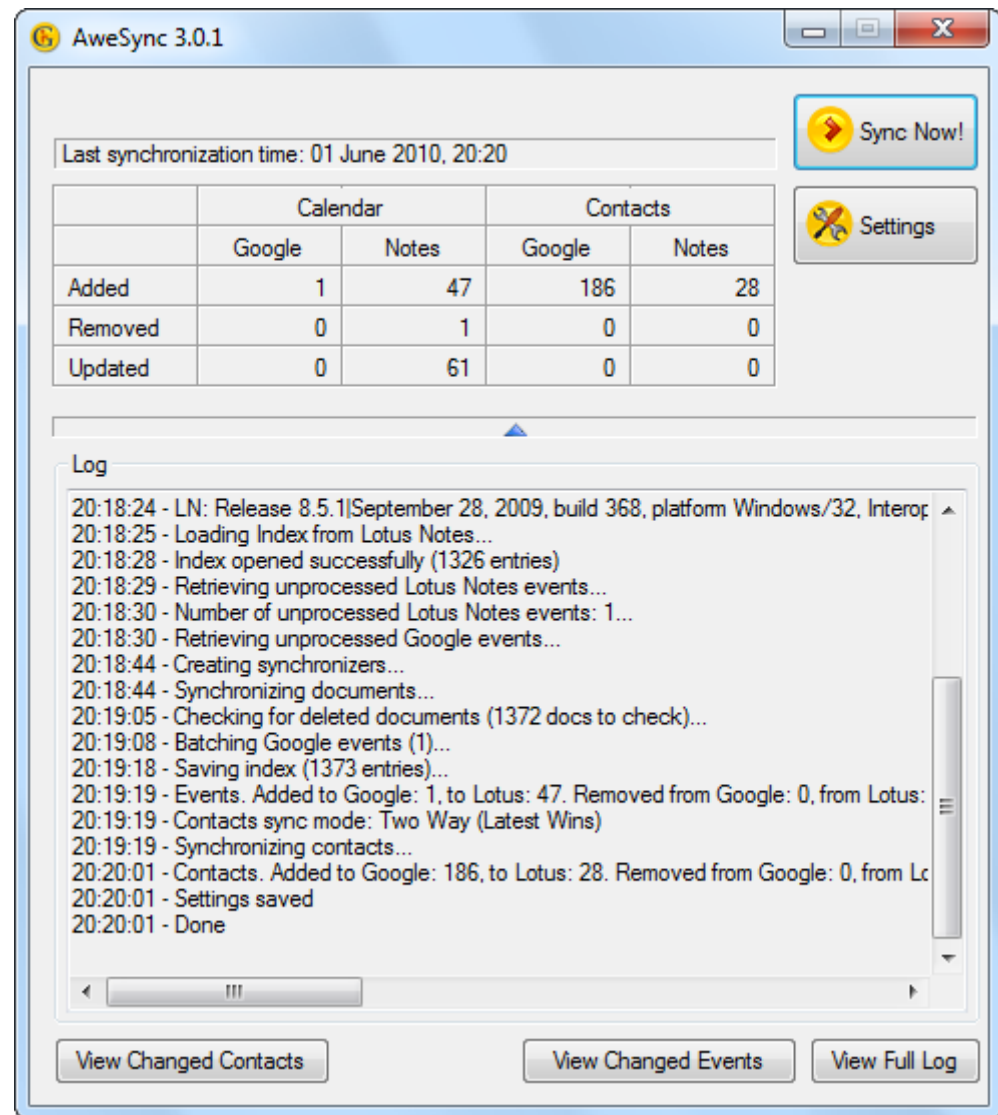 AweSync 3.0.1
Sync Now!
Last synchronization time: 01 June 2010, 20:20
Settings
Calendar Contacts
Google Notes Google Notes
Added 1 47 186 28
Removed 0 1 0 0
Updated 0 61 0 0
Log
20:18:24 - LN: Release 8.5.1|September 28, 2009, build 368, platform Windows/32, Interop
20:18:25 - Loading Index from Lotus Notes...
20:18:28 - Index opened successfully (1326 entries)
20:18:29 - Retrieving unprocessed Lotus Notes events...
20:18:30 - Number of unprocessed Lotus Notes events: 1...
20:18:30 - Retrieving unprocessed Google events...
20:18:44 - Creating synchronizers...
20:18:44 - Synchronizing documents...
20:19:05 - Checking for deleted documents (1372 docs to check)...
20:19:08 - Batching Google events (1)...
20:19:18 - Saving index (1373 entries)...
20:19:19 - Events. Added to Google: 1, to Lotus: 47. Removed from Google: 0, from Lotus:
20:19:19 - Contacts sync mode: Two Way (Latest Wins)
20:19:19 - Synchronizing contacts...
20:20:01 - Contacts. Added to Google: 186, to Lotus: 28. Removed from Google: 0, from Lo
20:20:01 - Settings saved
20:20:01 - Done
View Changed Contacts View Changed Events View Full Log